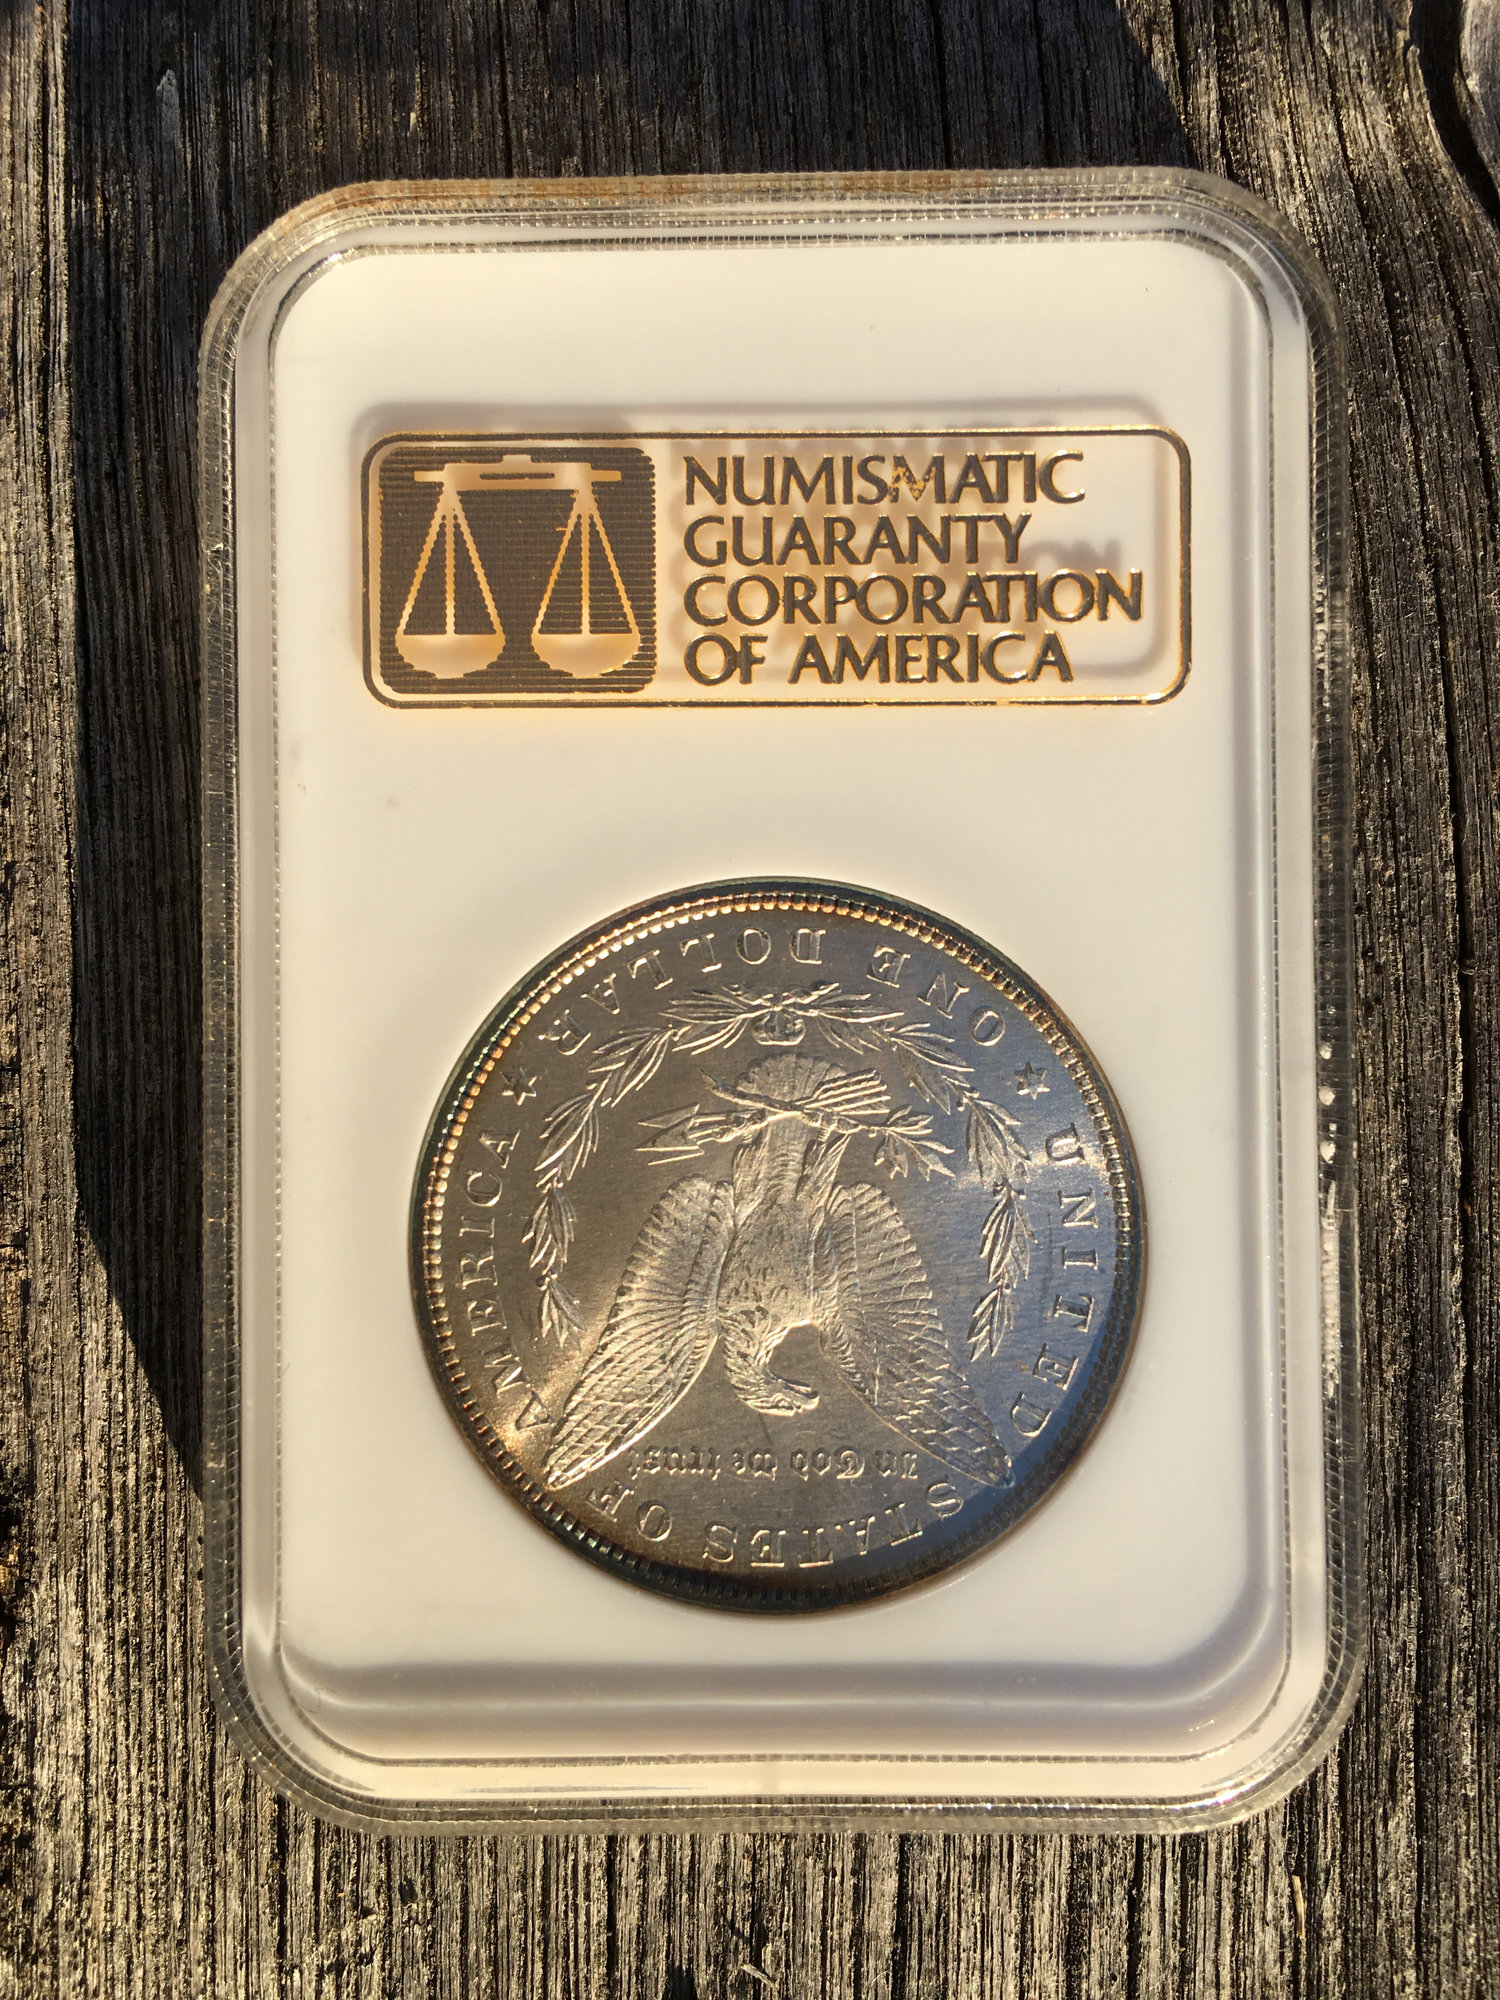 NUMISMATIC
GUARANTY
CORPORATION
OF AMERICA
ONE DOLLAR
UNITED STATES OF AMERICA
In God we trust